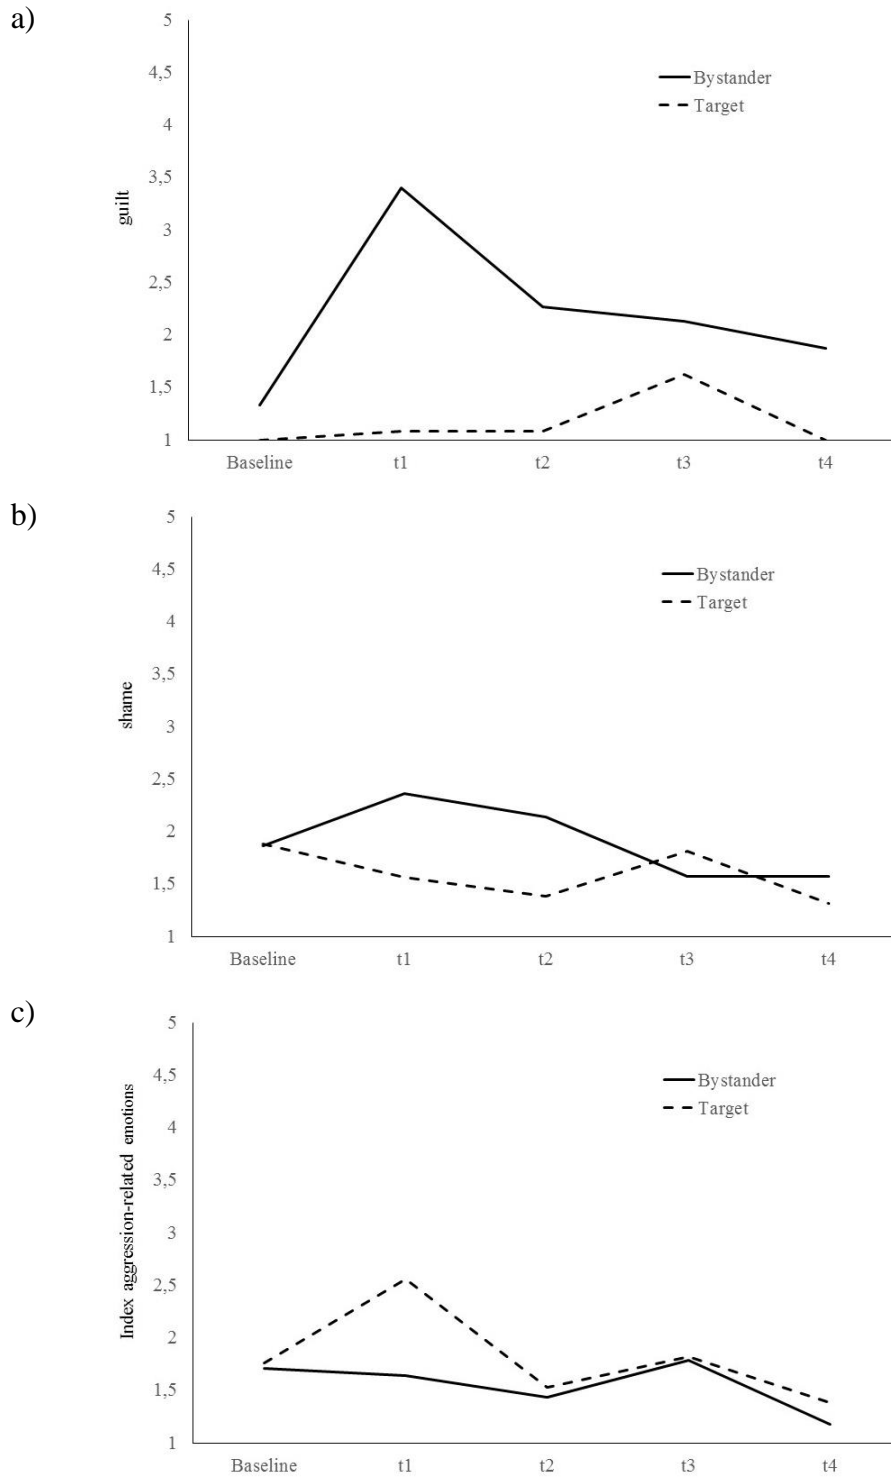 a)
5
4,5
4
3,5
3
2,5
2
1,5
1
guilt
Bystander
Target
Baseline t1 t2 t3 t4
b)
5
4,5
4
3,5
3
2,5
2
1,5
1
shame
Bystander
Target
Baseline t1 t2 t3 t4
c)
5
4,5
4
3,5
3
2,5
2
1,5
1
Index aggression-related emotions
Bystander
Target
Baseline t1 t2 t3 t4